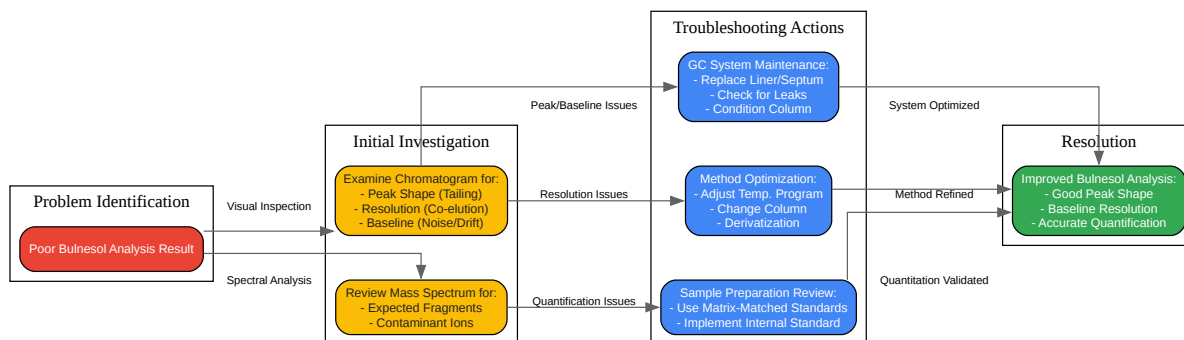 Problem Identification
Poor Bulnesol Analysis Result
Visual Inspection
Spectral Analysis
Initial Investigation
Examine Chromatogram for:
- Peak Shape (Tailing)
- Resolution (Co-elution)
- Baseline (Noise/Drift)
Review Mass Spectrum for:
- Expected Fragments
- Contaminant Ions
Peak/Baseline Issues
Resolution Issues
Quantification Issues
Troubleshooting Actions
GC System Maintenance:
- Replace Liner/Septum
- Check for Leaks
- Condition Column
Method Optimization:
- Adjust Temp. Program
- Change Column
- Derivatization
Sample Preparation Review:
- Use Matrix-Matched Standards
- Implement Internal Standard
System Optimized
Method Refined
Quantitation Validated
Resolution
Improved Bulnesol Analysis:
- Good Peak Shape
- Baseline Resolution
- Accurate Quantification